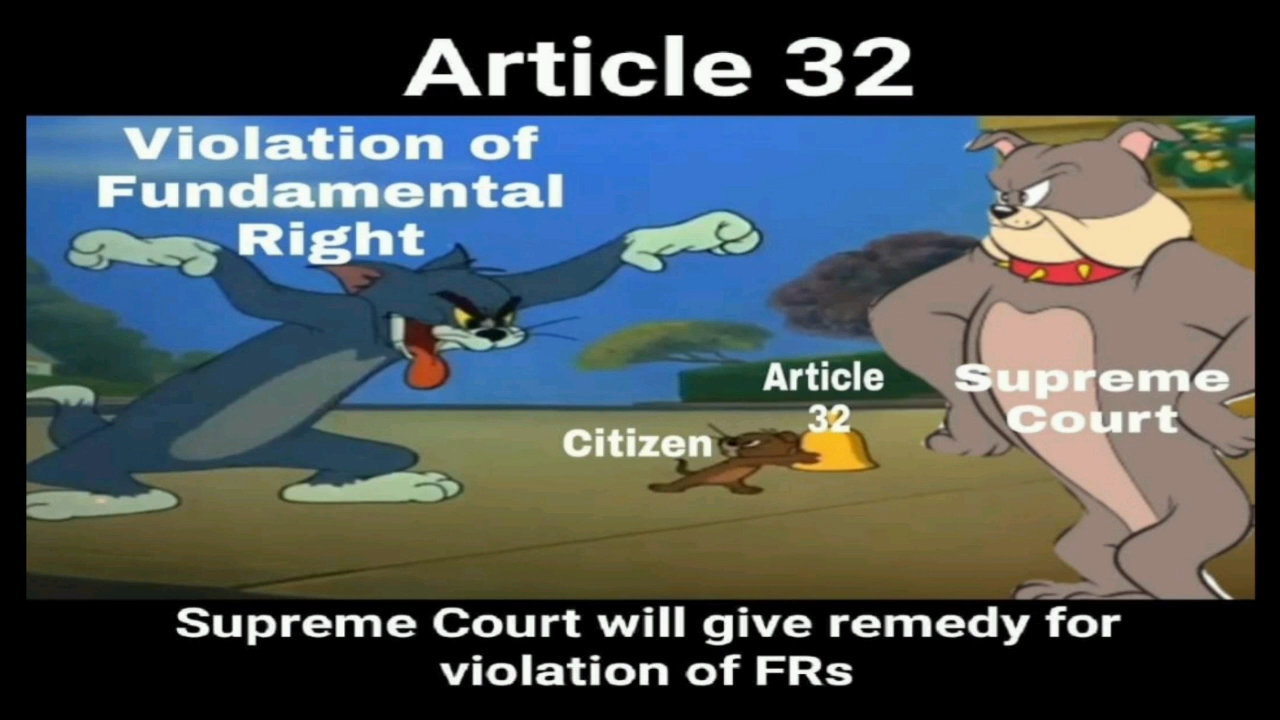 Article 32
Violation of
Fundamental
Right
Article
32
Supreme
Court
Citizen
Supreme Court will give remedy for
violation of FRs